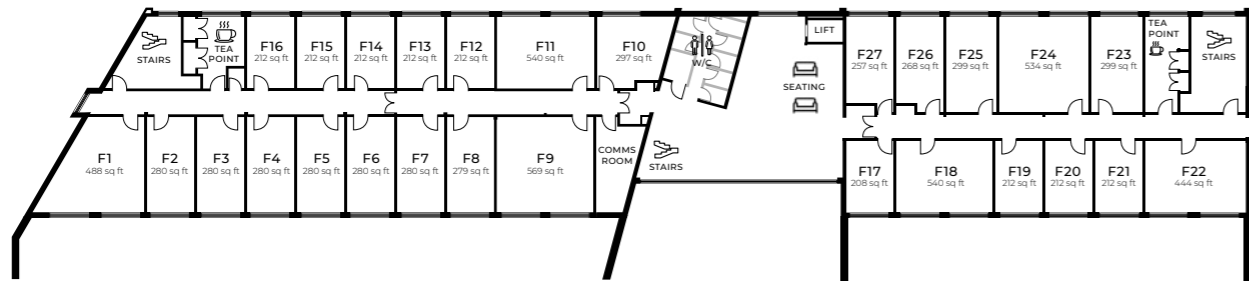 STAIRS
TEA
POINT
F16
212 sq ft
F15
212 sq ft
F14
212 sq ft
F13
212 sq ft
F12
212 sq ft
F11
540 sq ft
F10
297 sq ft
W/C
LIFT
SEATING
F27
257 sq ft
F26
268 sq ft
F25
299 sq ft
F24
534 sq ft
F23
299 sq ft
TEA
POINT
STAIRS
F1
488 sq ft
F2
280 sq ft
F3
280 sq ft
F4
280 sq ft
F5
280 sq ft
F6
280 sq ft
F7
280 sq ft
F8
279 sq ft
F9
569 sq ft
COMMS
ROOM
STAIRS
F17
208 sq ft
F18
540 sq ft
F19
212 sq ft
F20
212 sq ft
F21
212 sq ft
F22
444 sq ft